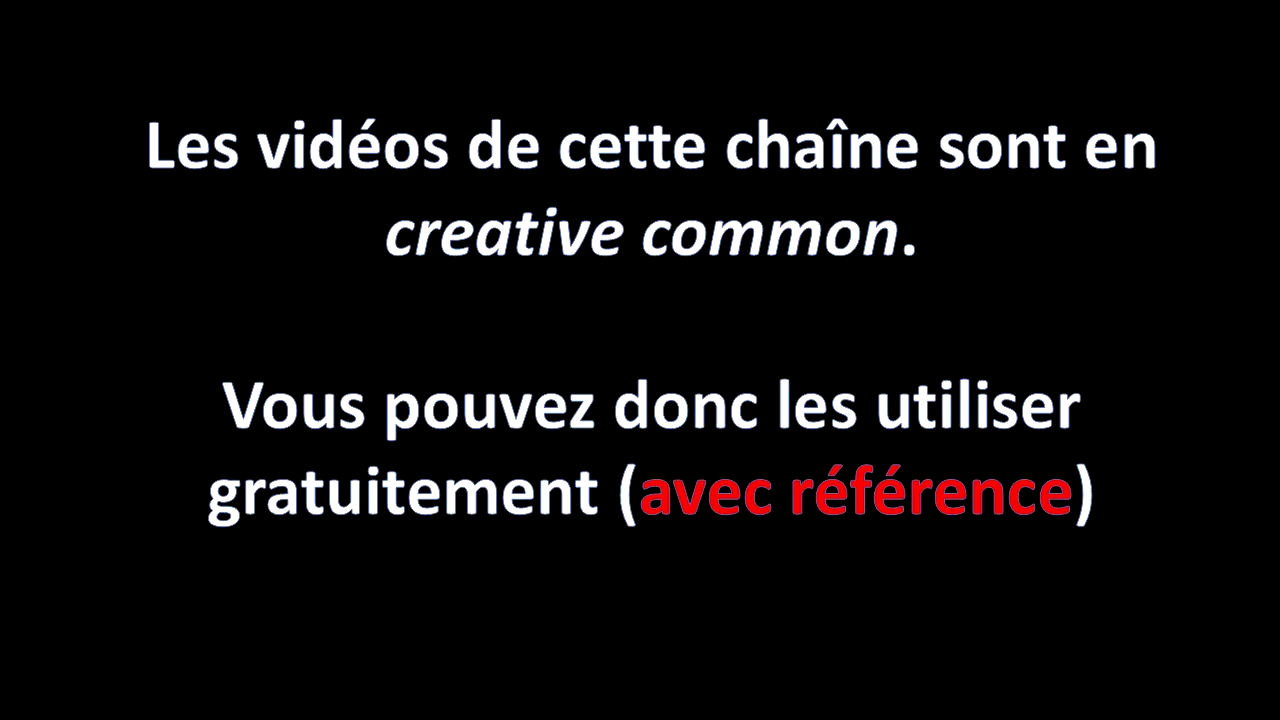 Les vidéos de cette chaîne sont en
creative common.
Vous pouvez donc les utiliser
gratuitement (avec référence)